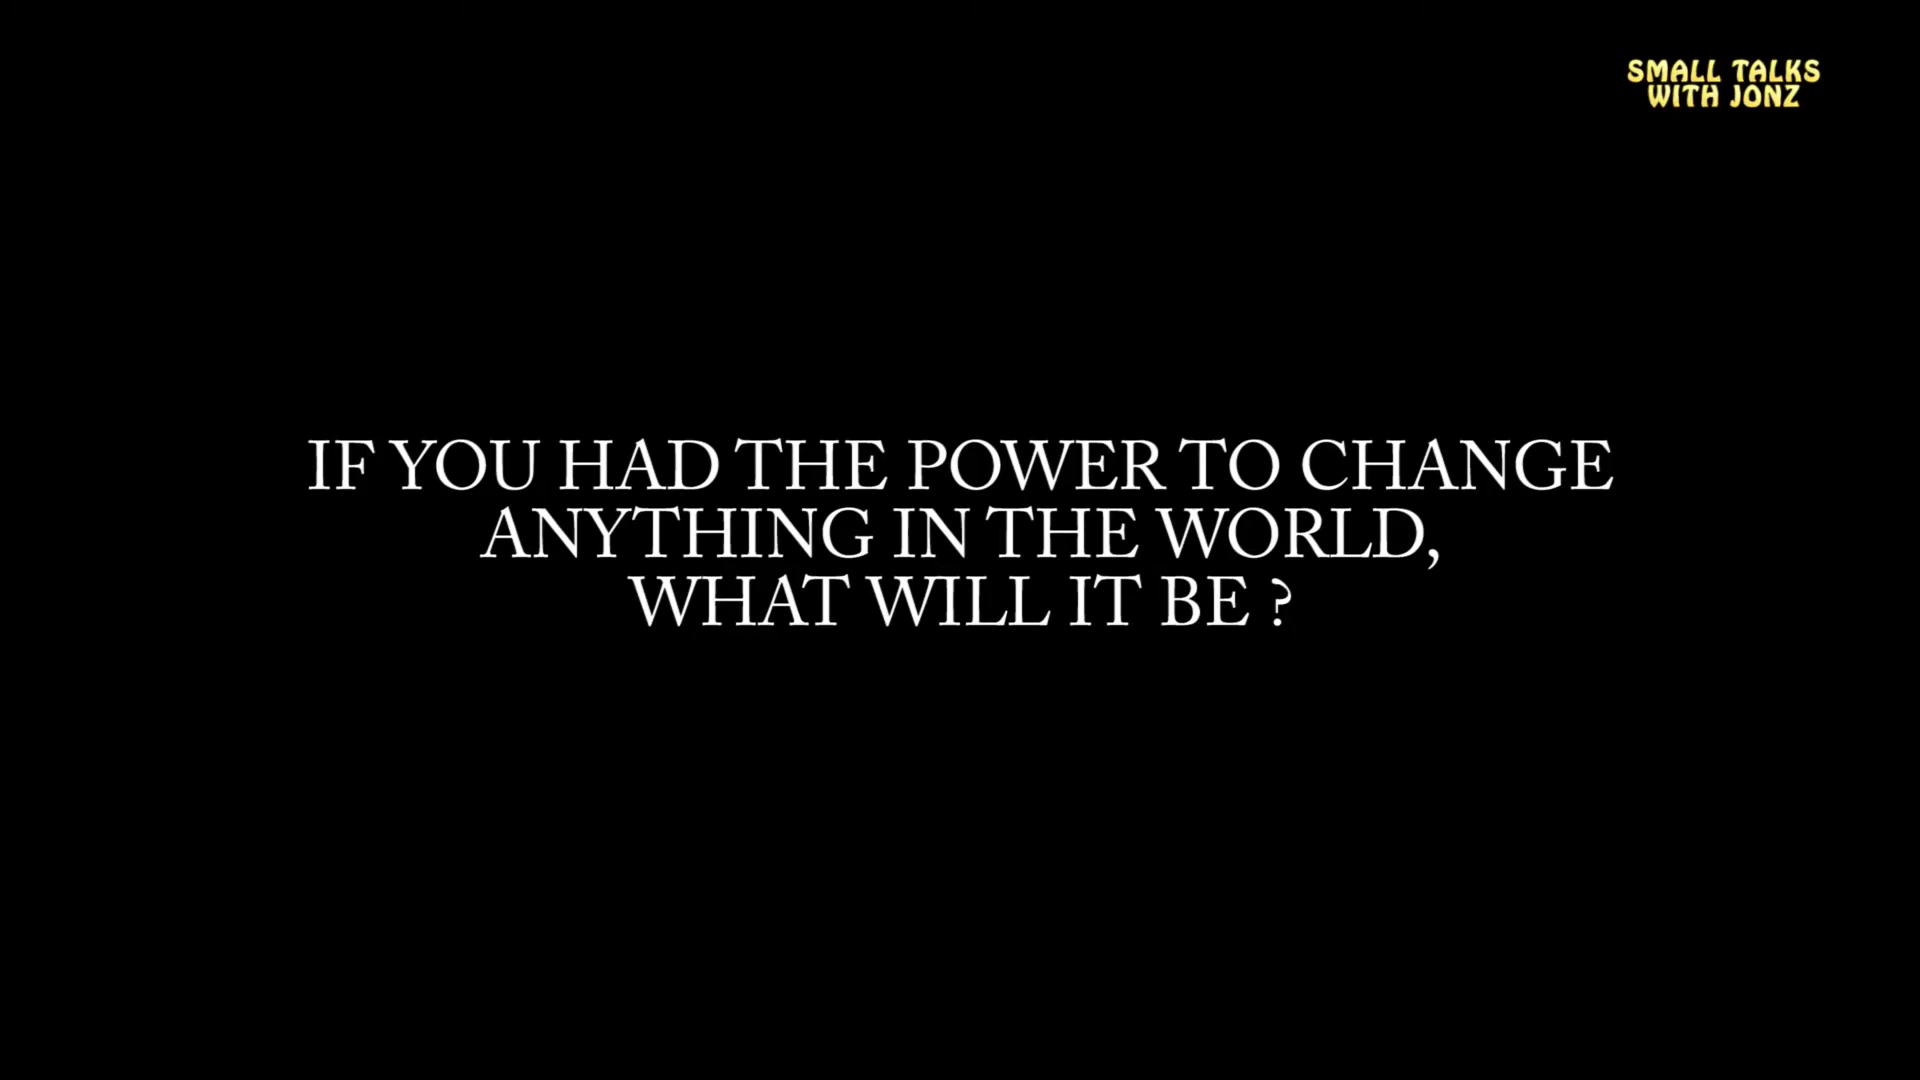 SMALL TALKS
WITH JONZ
IF YOU HAD THE POWER TO CHANGE
ANYTHING IN THE WORLD,
WHAT WILL IT BE ?